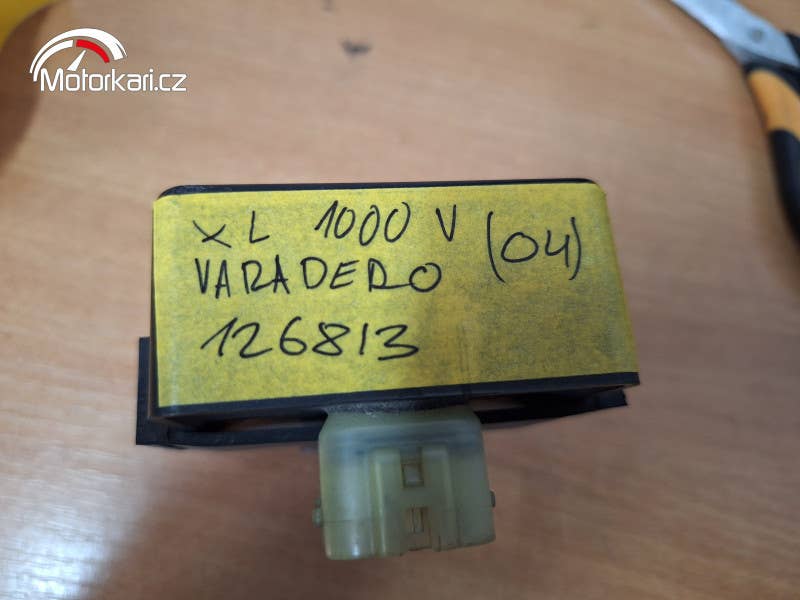 Motorkari.cz
XL 1000 V (04)
VARADERO
126813